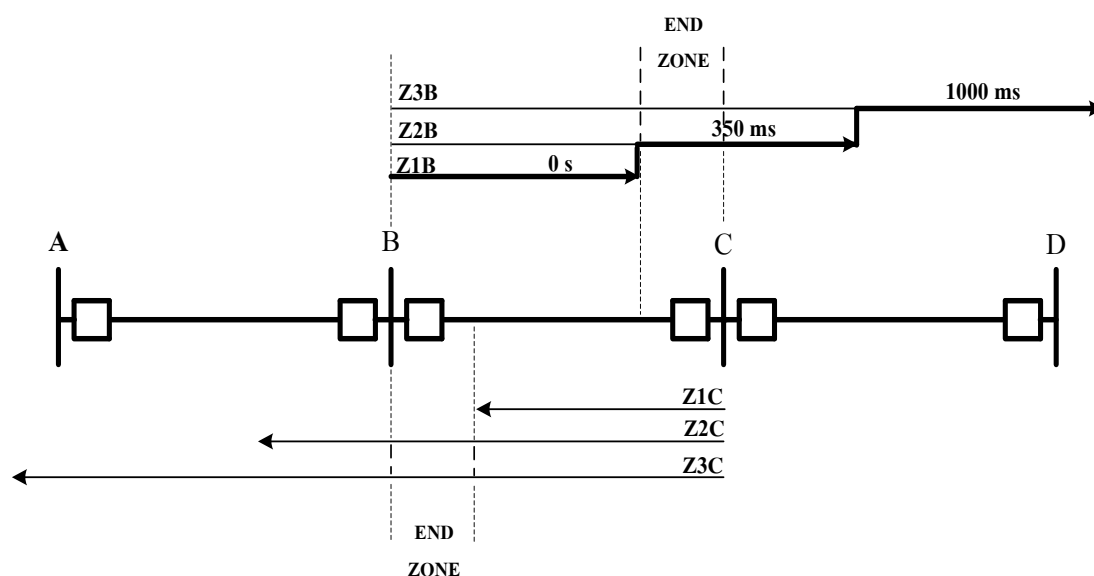 END
ZONE
Z3B
1000 ms
Z2B
350 ms
Z1B
0 s
A
B
C
D
Z1C
Z2C
Z3C
END
ZONE